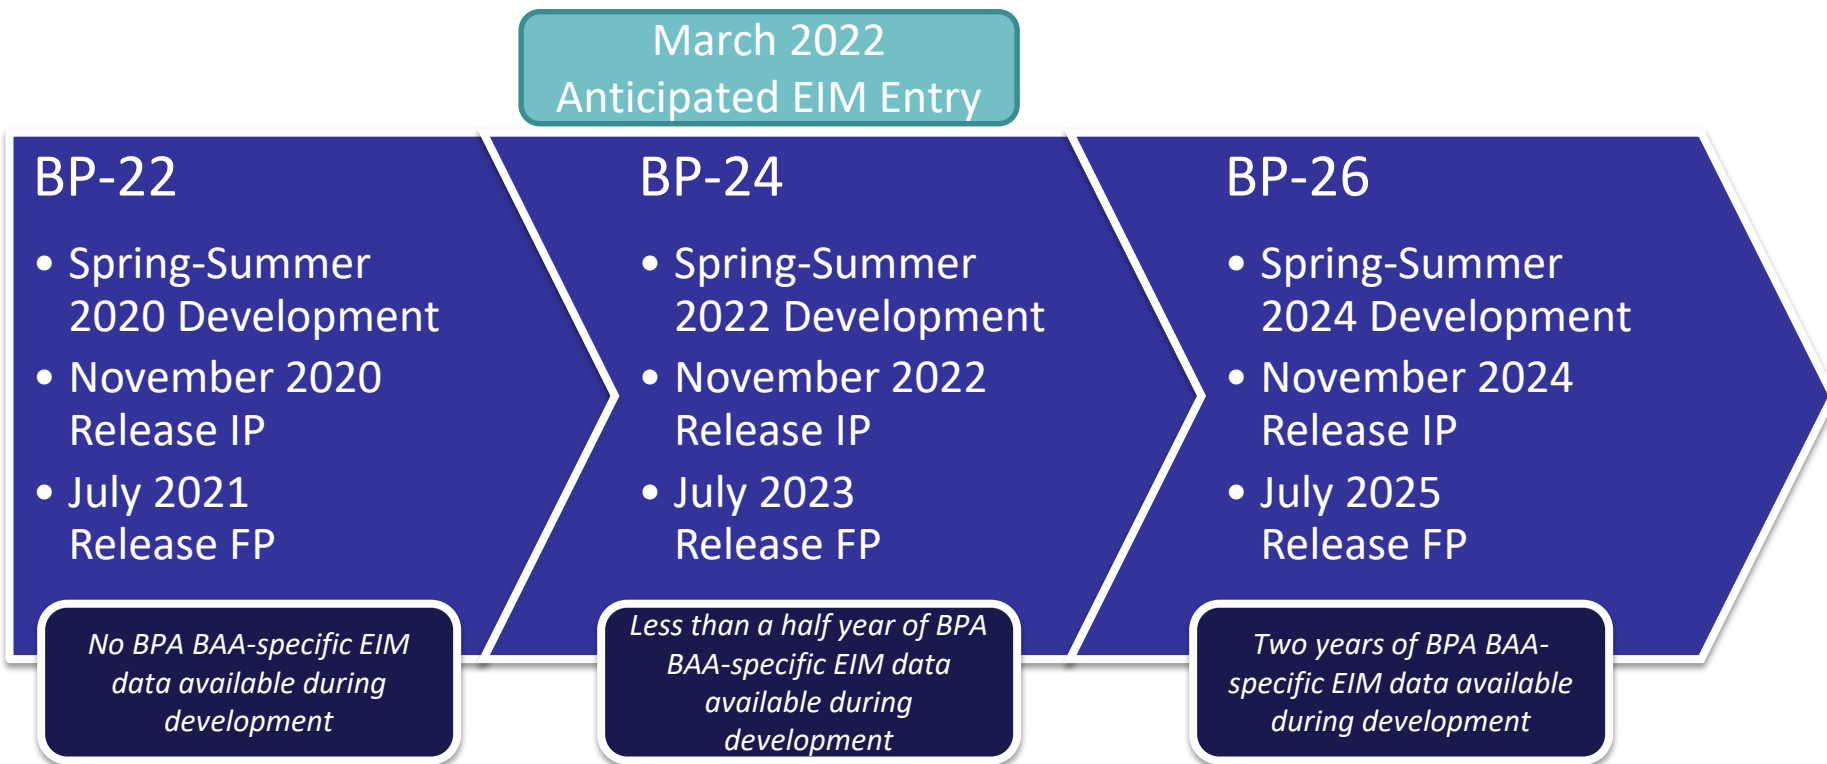 March 2022
Anticipated EIM Entry
BP-22
• Spring-Summer
2020 Development
• November 2020
Release IP
• July 2021
Release FP
No BPA BAA-specific EIM
data available during
development
BP-24
• Spring-Summer
2022 Development
• November 2022
Release IP
• July 2023
Release FP
Less than a half year of BPA
BAA-specific EIM data
available during
development
BP-26
• Spring-Summer
2024 Development
• November 2024
Release IP
• July 2025
Release FP
Two years of BPA BAA-
specific EIM data available
during development